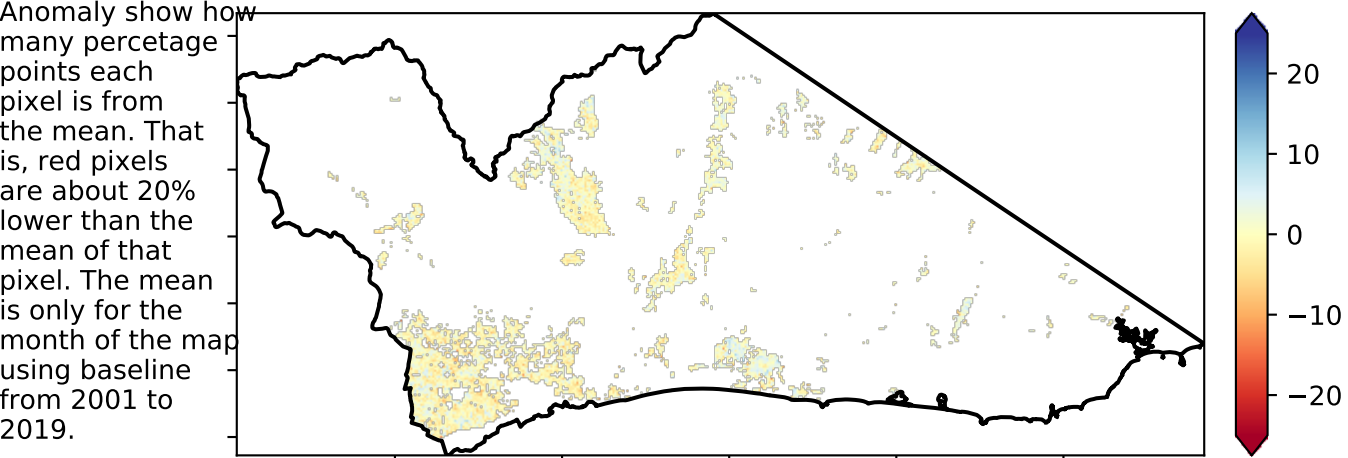 Anomaly show how
many percetage
points each
pixel is from
the mean. That
is, red pixels
are about 20%
lower than the
mean of that
pixel. The mean
is only for the
month of the map
using baseline
from 2001 to
2019.
20
10
0
−10
−20